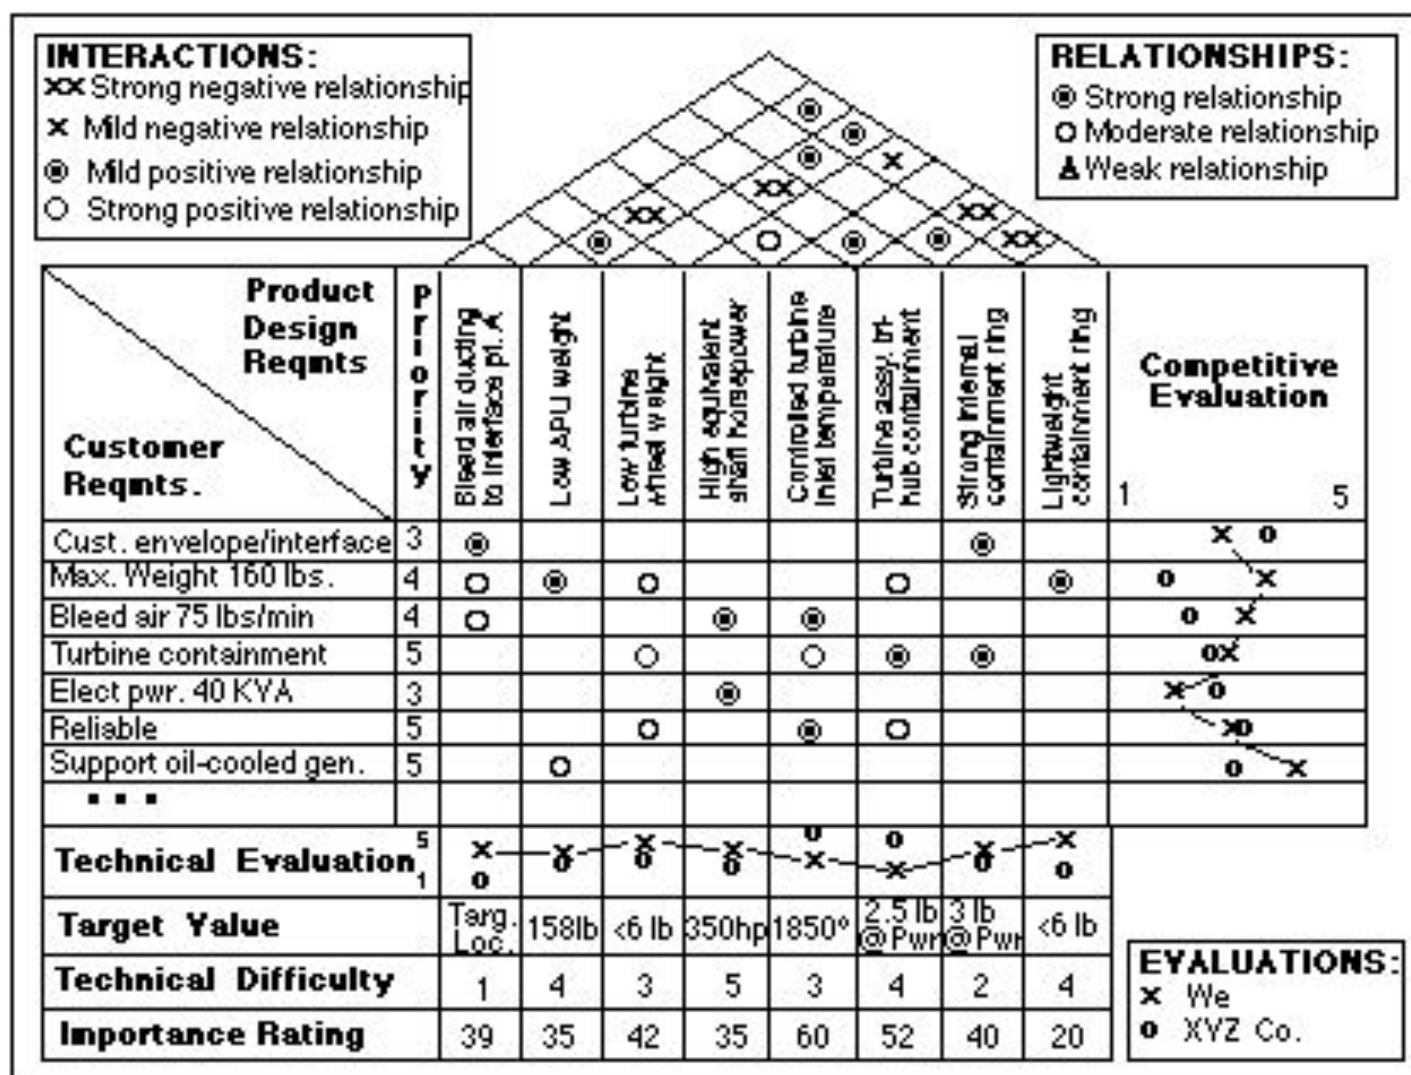 INTERACTIONS:
XX Strong negative relationship
X Mild negative relationship
Mild positive relationship
Strong positive relationship
RELATIONSHIPS:
Strong relationship
Moderate relationship
Weak relationship
Product
Design
Reqmts
Customer
Reqmts.
Priority
Bleed air ducting
to interface pt. A
Low APU weight
Low turbine
wheel weight
High equivalent
shaft horsepower
Controlled turbine
inlet temparature
Turbine assy. tri-
hub containment
Strong internal
containment ring
Lightweight
containment ring
Competitive
Evaluation
1 5
Cust. envelope/interface 3
Max. Weight 160 lbs. 4
Bleed air 75 lbs/min 4
Turbine containment 5
Elect pwr. 40 KVA 3
Reliable 5
Support oil-cooled gen. 5
Technical Evaluation 5 1
Target Value Targ. Loc. 158lb <6 lb 350hp 1850° 2.5 lb @ Pwr 3 lb @ Pwr <6 lb
Technical Difficulty 1 4 3 5 3 4 2 4
Importance Rating 39 35 42 35 60 52 40 20
EVALUATIONS:
X We
o XYZ Co.